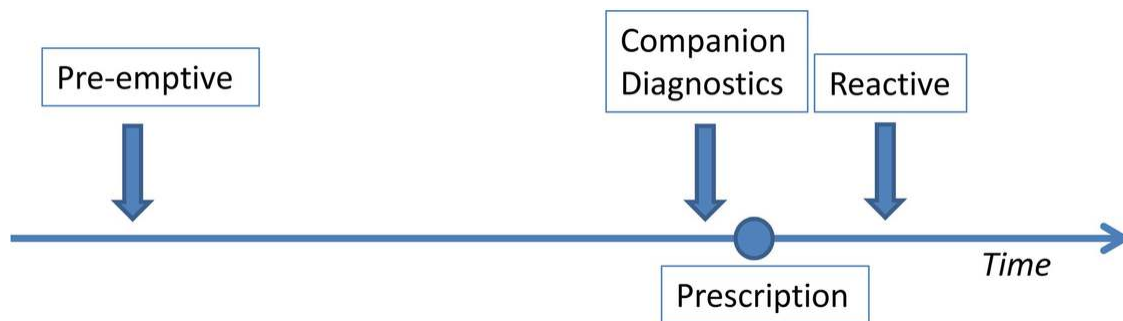 Pre-emptive
Companion
Diagnostics
Reactive
Time
Prescription